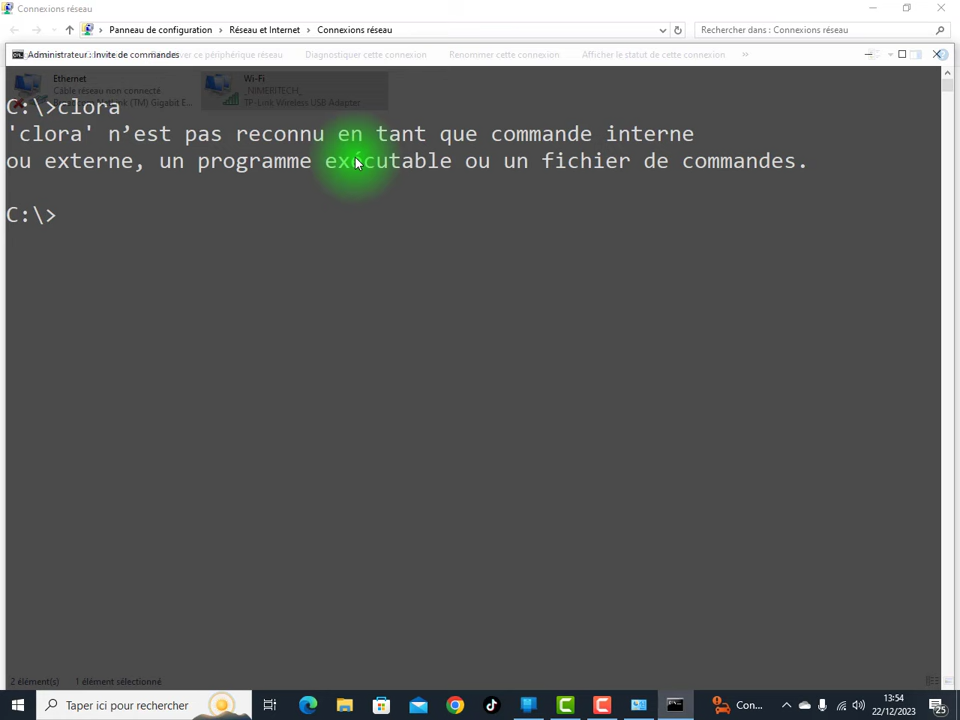 Connexions réseau
Panneau de configuration > Réseau et Internet > Connexions réseau
Rechercher dans : Connexions réseau
Administrateur : Invite de commandes
Diagnostiquer cette connexion
Renommer cette connexion
Afficher le statut de cette connexion
»
Ethernet
Câble réseau non connecté
Wi-Fi
_NIMERITECH_
TP-Link Wireless USB Adapter
C:\>clora
'clora' n’est pas reconnu en tant que commande interne
ou externe, un programme exécutable ou un fichier de commandes.
C:\>
2 élément(s)
1 élément sélectionné
Taper ici pour rechercher
Con...
13:54
22/12/2023
25